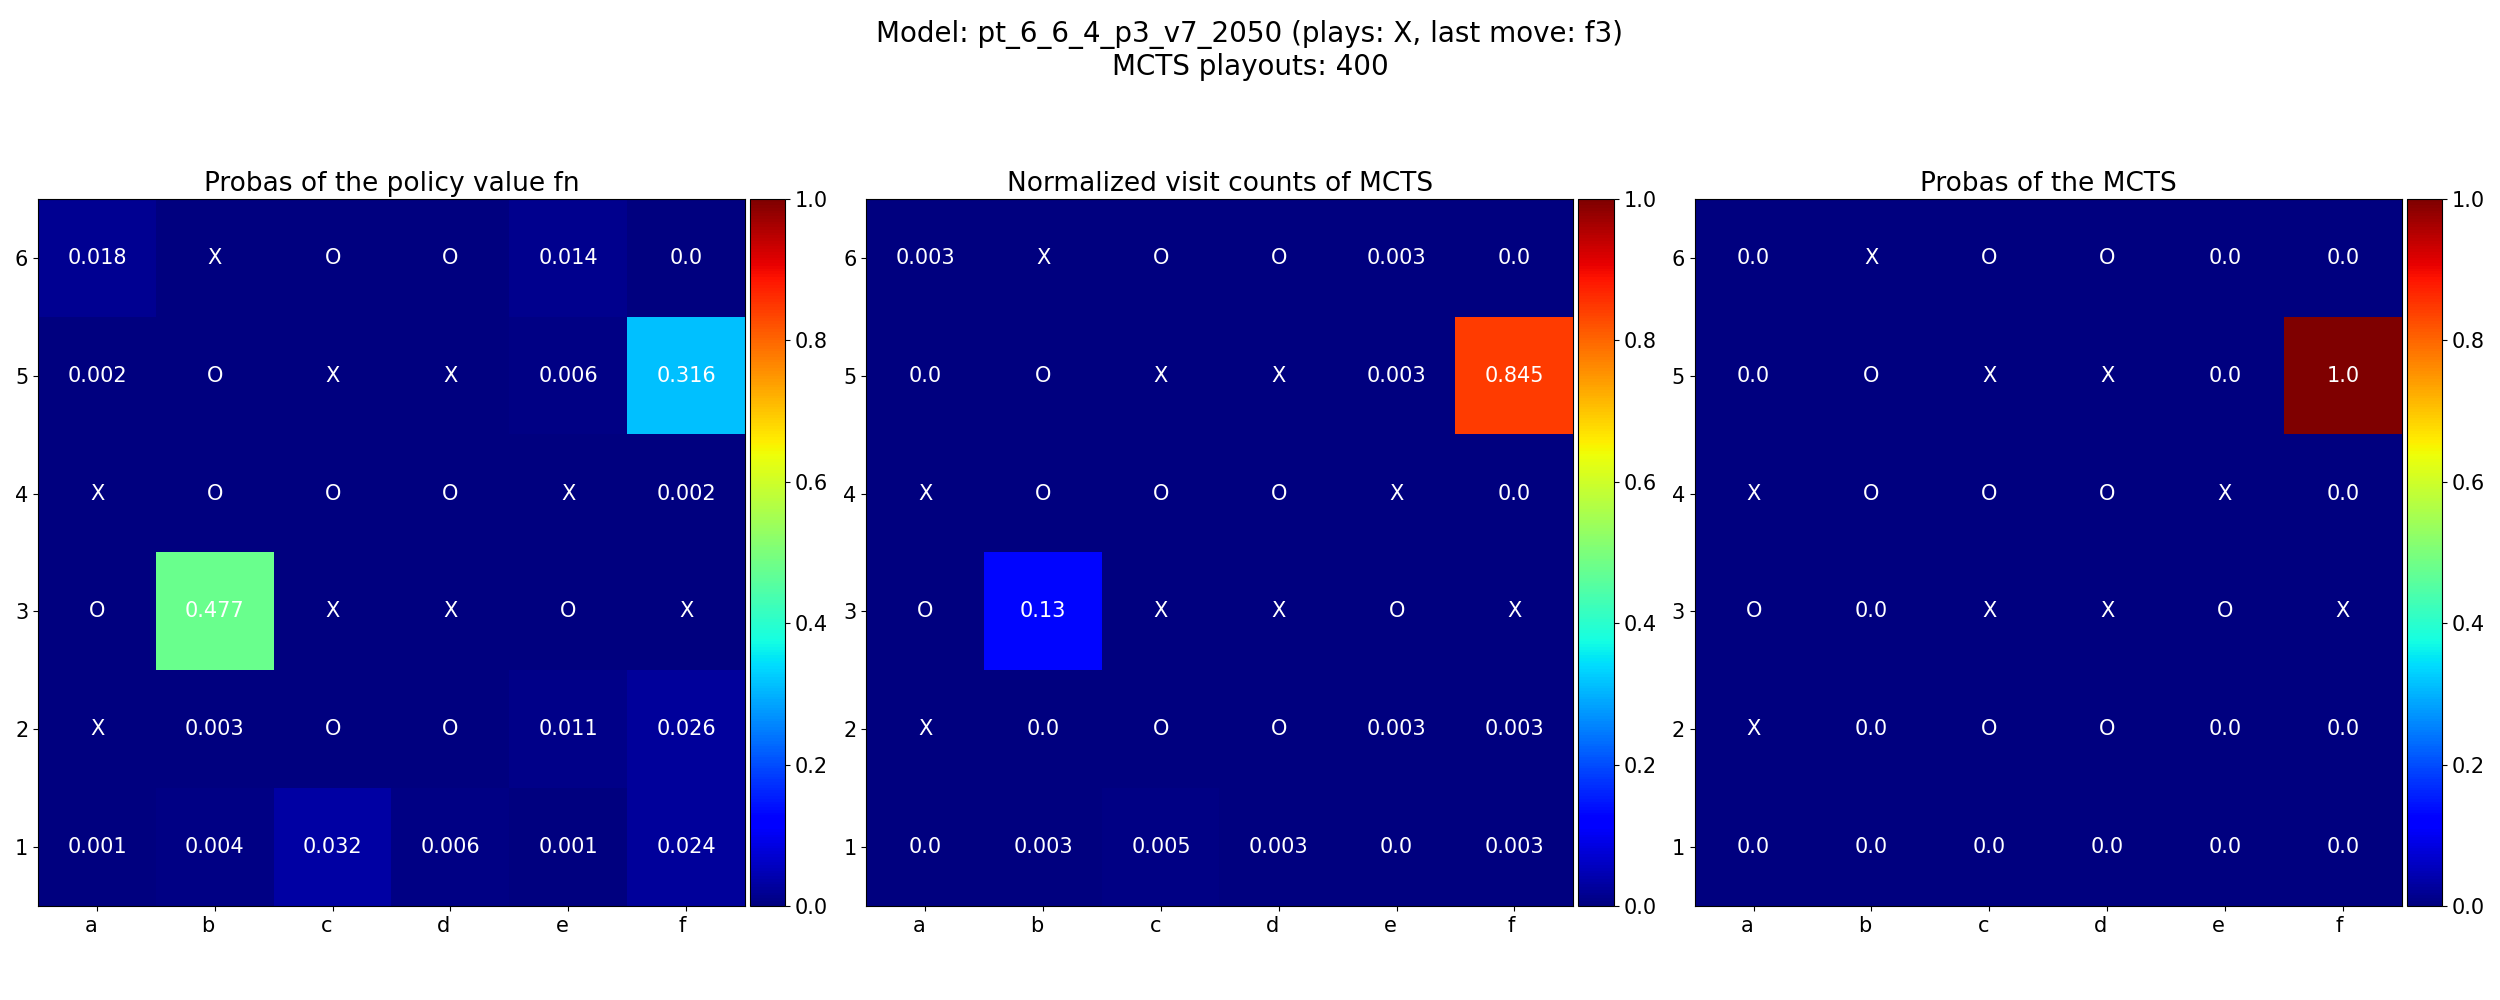 Model: pt_6_6_4_p3_v7_2050 (plays: X, last move: f3)
MCTS playouts: 400
Probas of the policy value fn
1.0
6 0.018 X O O 0.014 0.0
5 0.002 O X X 0.006 0.316
0.8
4 X O O O X 0.002
0.6
3 O 0.477 X X O X
0.4
2 X 0.003 O O 0.011 0.026
0.2
1 0.001 0.004 0.032 0.006 0.001 0.024
0.0
a b c d e f
Normalized visit counts of MCTS
1.0
6 0.003 X O O 0.003 0.0
5 0.0 O X X 0.003 0.845
0.8
4 X O O O X 0.0
0.6
3 O 0.13 X X O X
0.4
2 X 0.0 O O 0.003 0.003
0.2
1 0.0 0.003 0.005 0.003 0.0 0.003
0.0
a b c d e f
Probas of the MCTS
1.0
6 0.0 X O O 0.0 0.0
5 0.0 O X X 0.0 1.0
0.8
4 X O O O X 0.0
0.6
3 O 0.0 X X O X
0.4
2 X 0.0 O O 0.0 0.0
0.2
1 0.0 0.0 0.0 0.0 0.0 0.0
0.0
a b c d e f